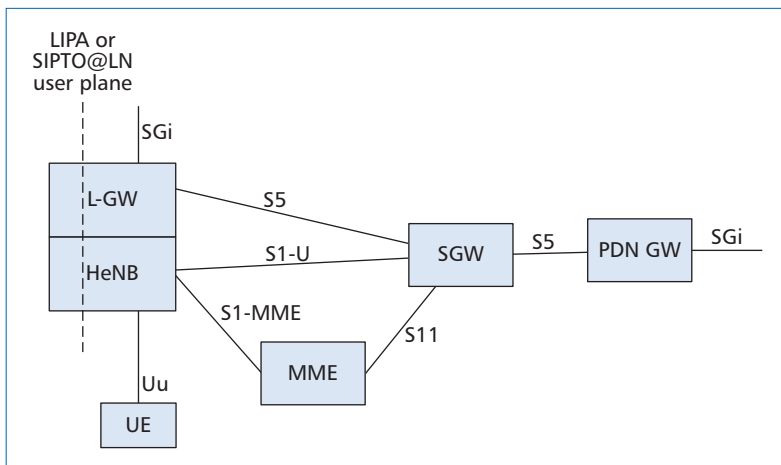 LIPA or
SIPTO@LN
user plane
SGi
L-GW
S5
HeNB
S1-U
SGW
S5
PDN GW
SGi
S1-MME
S11
MME
Uu
UE